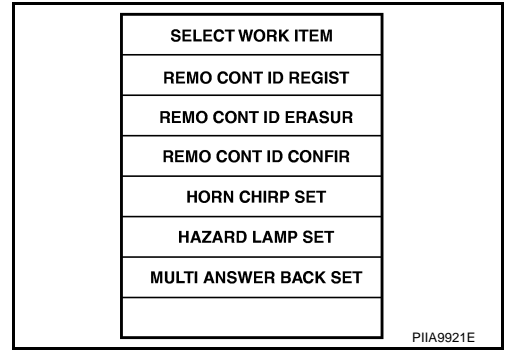 SELECT WORK ITEM
REMO CONT ID REGIST
REMO CONT ID ERASUR
REMO CONT ID CONFIR
HORN CHIRP SET
HAZARD LAMP SET
MULTI ANSWER BACK SET
PIIA9921E